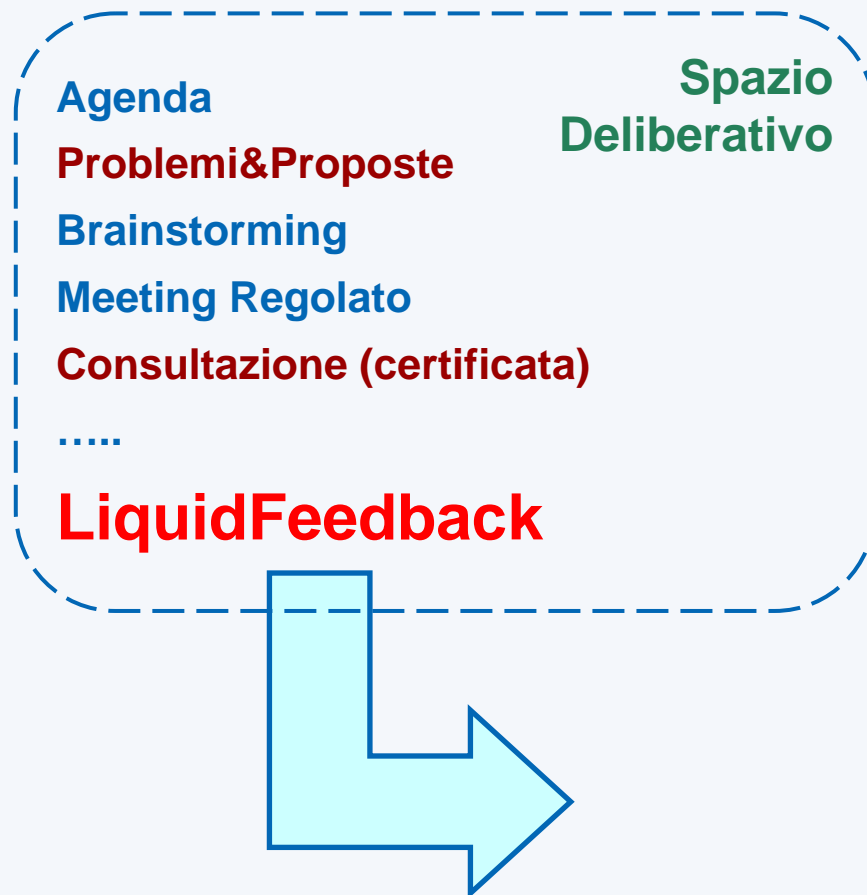 Spazio
Deliberativo
Agenda
Problemi&Proposte
Brainstorming
Meeting Regolato
Consultazione (certificata)
…..
LiquidFeedback